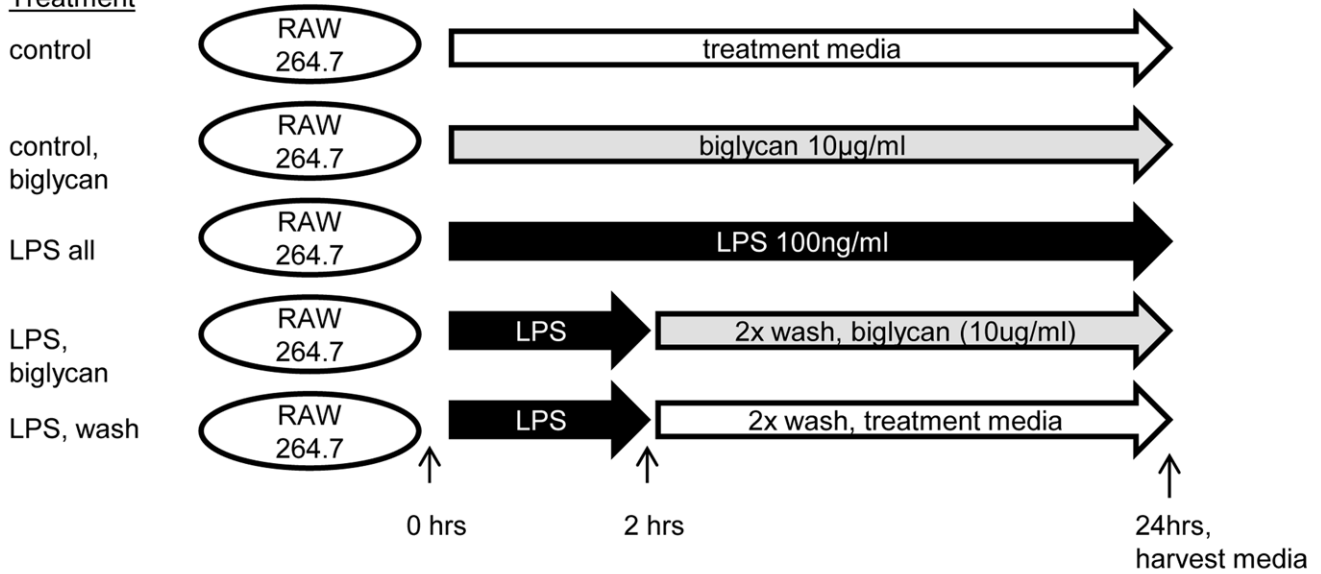 Treatment
control
RAW
264.7
treatment media
control,
biglycan
RAW
264.7
biglycan 10µg/ml
LPS all
RAW
264.7
LPS 100ng/ml
LPS,
biglycan
RAW
264.7
LPS
2x wash, biglycan (10ug/ml)
LPS, wash
RAW
264.7
LPS
2x wash, treatment media
0 hrs
2 hrs
24hrs,
harvest media